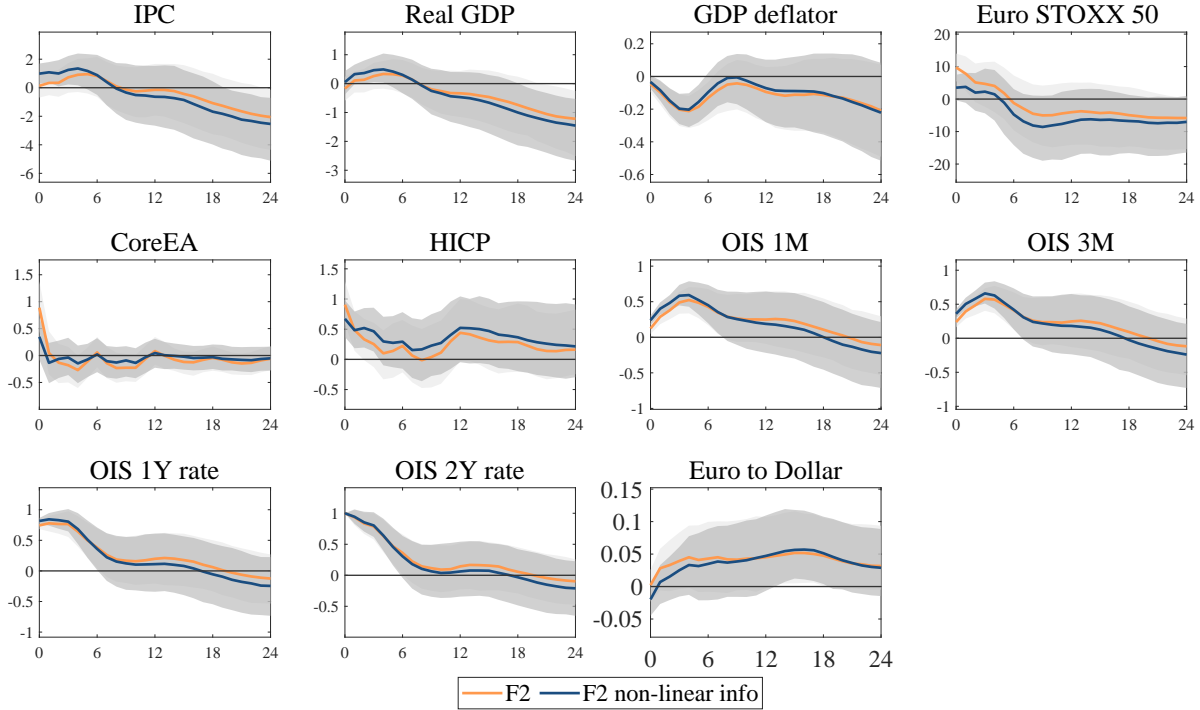 IPC
2
0
-2
-4
-6
0 6 12 18 24
Real GDP
1
0
-1
-2
-3
0 6 12 18 24
GDP deflator
0.2
0
-0.2
-0.4
-0.6
0 6 12 18 24
Euro STOXX 50
20
10
0
-10
-20
0 6 12 18 24
CoreEA
1.5
1
0.5
0
-0.5
0 6 12 18 24
HICP
1.5
1
0.5
0
-0.5
0 6 12 18 24
OIS 1M
1
0.5
0
-0.5
-1
0 6 12 18 24
OIS 3M
1
0.5
0
-0.5
-1
0 6 12 18 24
OIS 1Y rate
1
0.5
0
-0.5
-1
0 6 12 18 24
OIS 2Y rate
1
0.5
0
-0.5
0 6 12 18 24
Euro to Dollar
0.15
0.1
0.05
0
-0.05
0 6 12 18 24
F2 F2 non-linear info